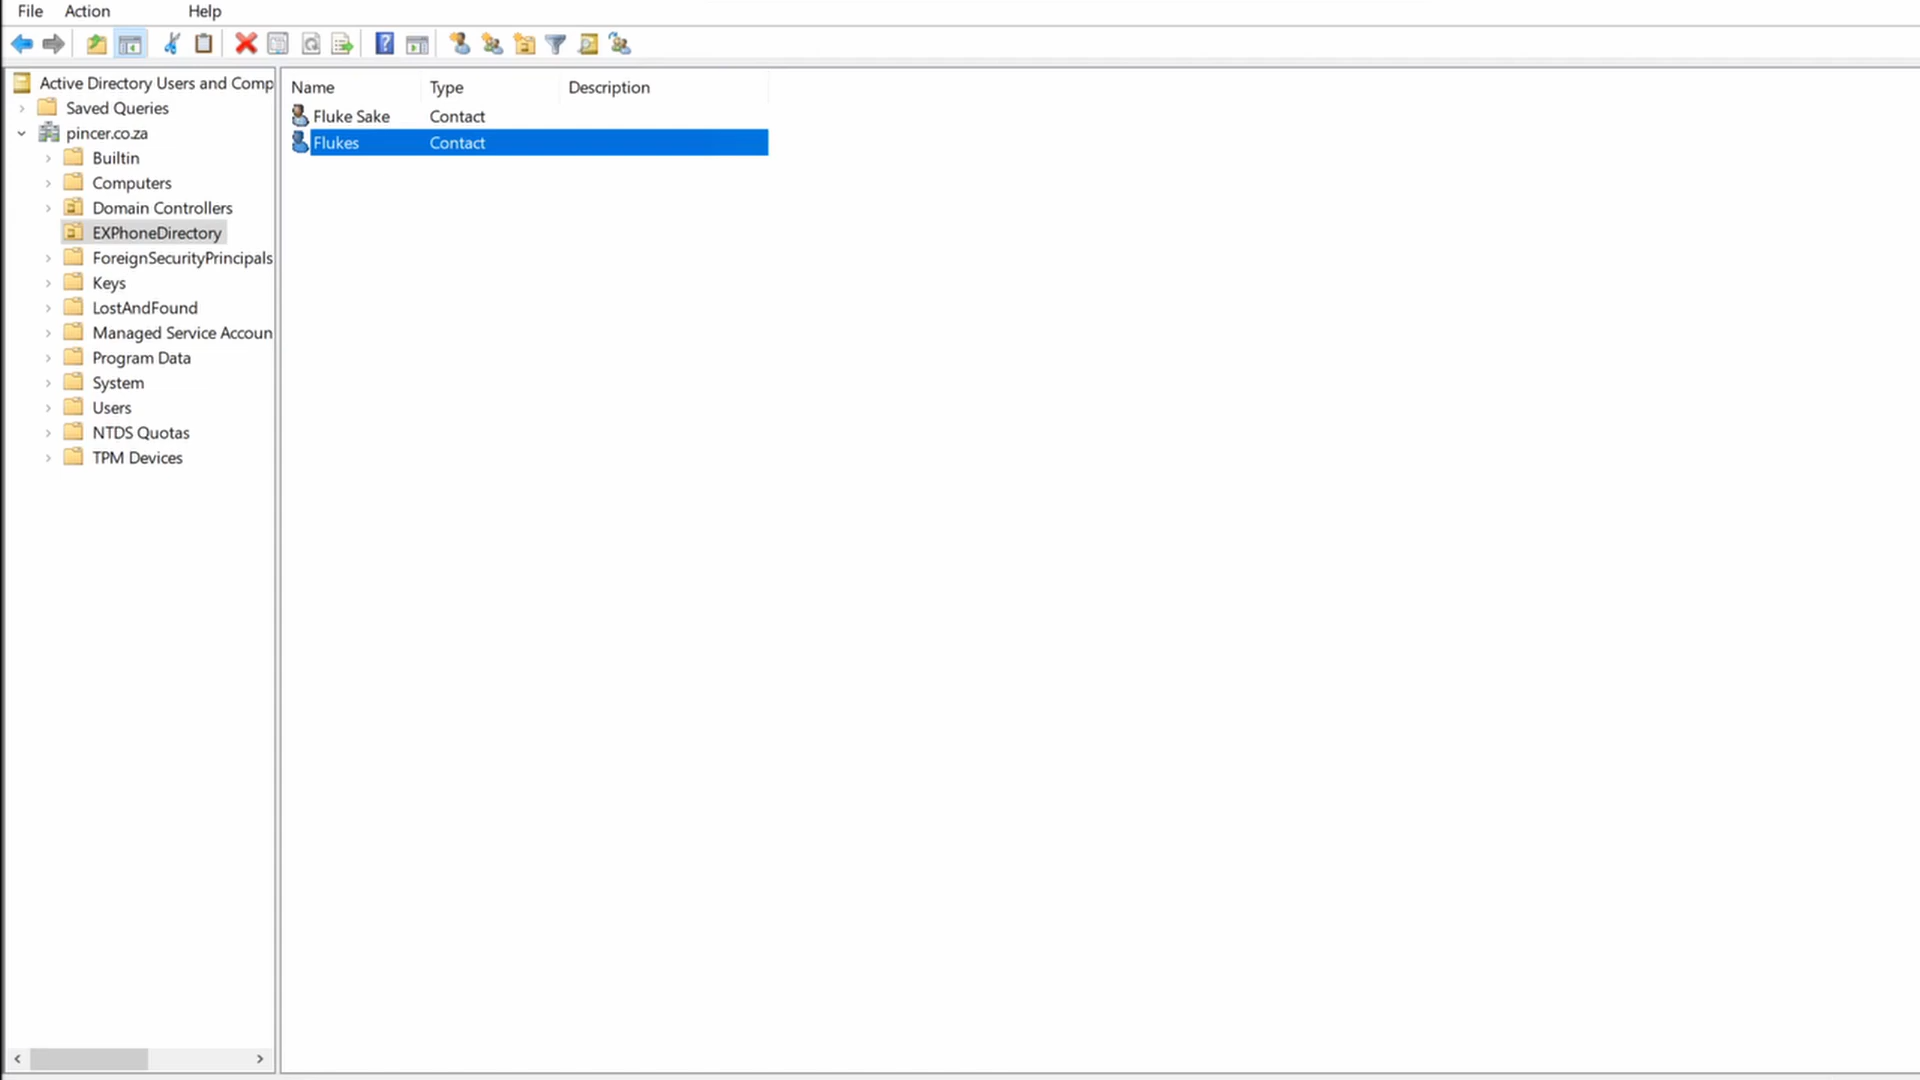 File Action Help
Active Directory Users and Comp
Saved Queries
pincer.co.za
Builtin
Computers
Domain Controllers
EXPhoneDirectory
ForeignSecurityPrincipals
Keys
LostAndFound
Managed Service Accoun
Program Data
System
Users
NTDS Quotas
TPM Devices
Name Type Description
Fluke Sake Contact
Flukes Contact